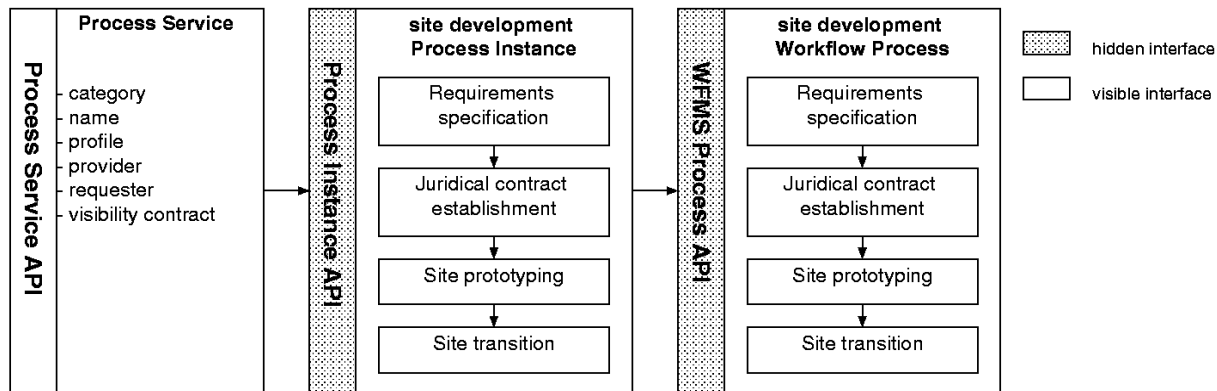 Process Service API
Process Service
category
name
profile
provider
requester
visibility contract
Process Instance API
site development
Process Instance
Requirements
specification
Juridical contract
establishment
Site prototyping
Site transition
WFMS Process API
site development
Workflow Process
Requirements
specification
Juridical contract
establishment
Site prototyping
Site transition
hidden interface
visible interface